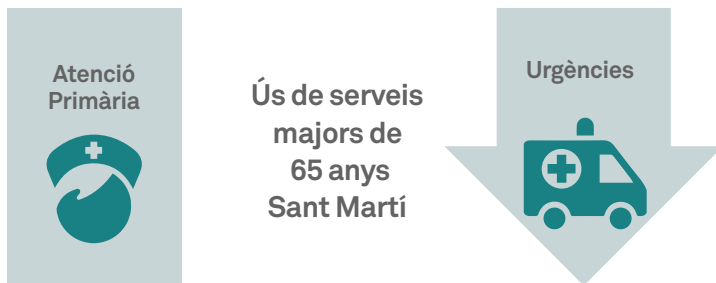 Atenció
Primària
Ús de serveis
majors de
65 anys
Sant Martí
Urgències